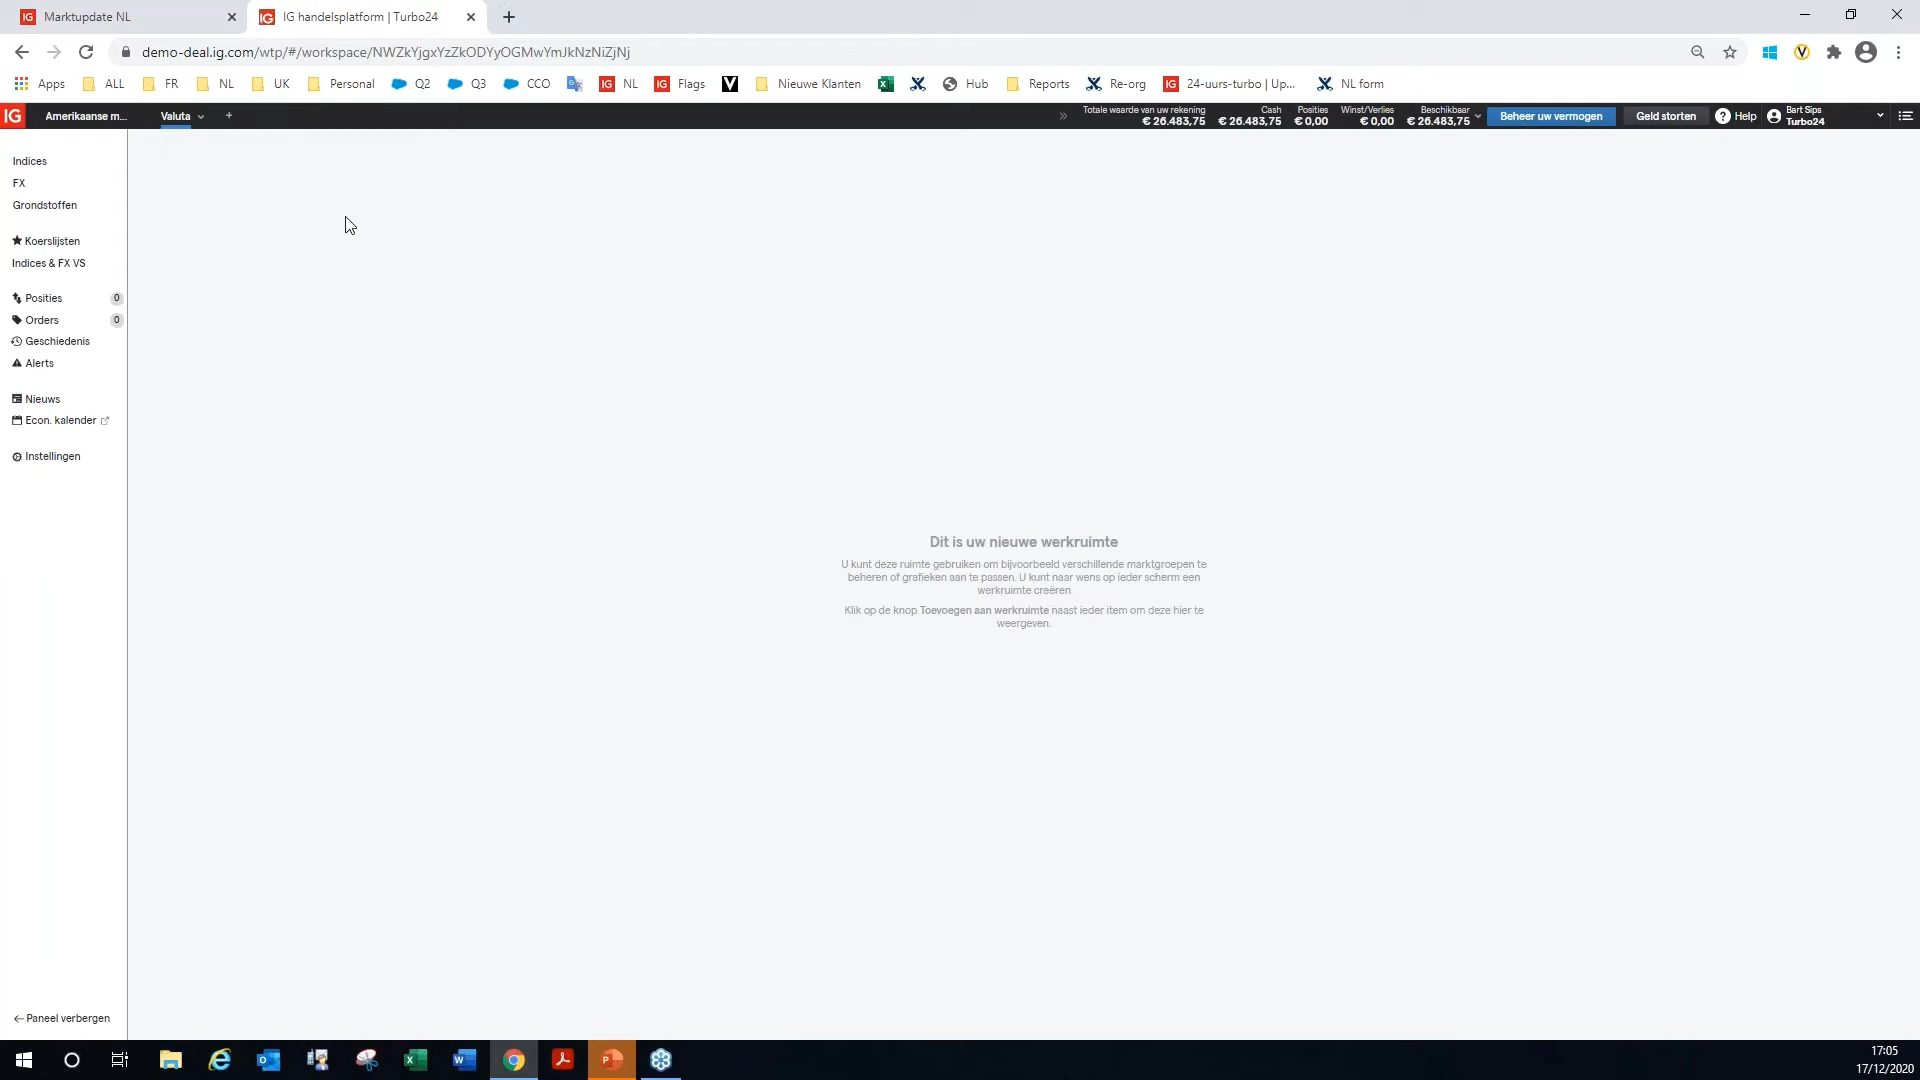 Marktupdate NL
IG handelsplatform | Turbo24
demo-deal.ig.com/wtp/#/workspace/NWZkYjgxYzZkODYyOGMwYmJkNzNiZjNj
Apps ALL FR NL UK Personal Q2 Q3 CCO NL Flags Nieuwe Klanten Hub Reports Re-org 24-uurs-turbo | Up... NL form
IG Amerikaanse m... Valuta +
Totale waarde van uw rekening Cash Posities Winst/Verlies Beschikbaar
€ 26.483,75 € 26.483,75 € 0,00 € 0,00 € 26.483,75
Beheer uw vermogen Geld storten Help
Bart Sips
Turbo24
Indices
FX
Grondstoffen
Koerslijsten
Indices & FX VS
Posities 0
Orders 0
Geschiedenis
Alerts
Nieuws
Econ. kalender
Instellingen
Dit is uw nieuwe werkruimte
U kunt deze ruimte gebruiken om bijvoorbeeld verschillende marktgroepen te
beheren of grafieken aan te passen. U kunt naar wens op ieder scherm een
werkruimte creëren
Klik op de knop Toevoegen aan werkruimte naast ieder item om deze hier te
weergeven.
Paneel verbergen
17:05
17/12/2020